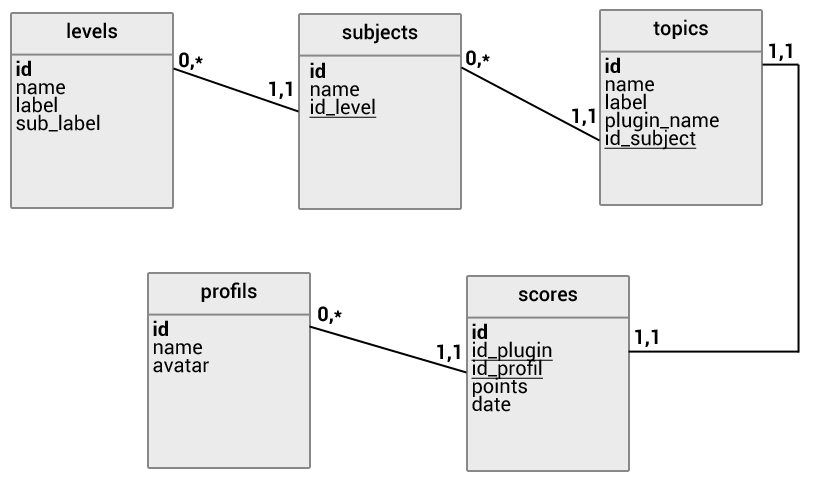 levels
id
name
label
sub_label
0,*
1,1
subjects
id
name
id_level
0,*
1,1
topics
id
name
label
plugin_name
id_subject
1,1
profils
id
name
avatar
0,*
1,1
scores
id
id_plugin
id_profil
points
date
1,1